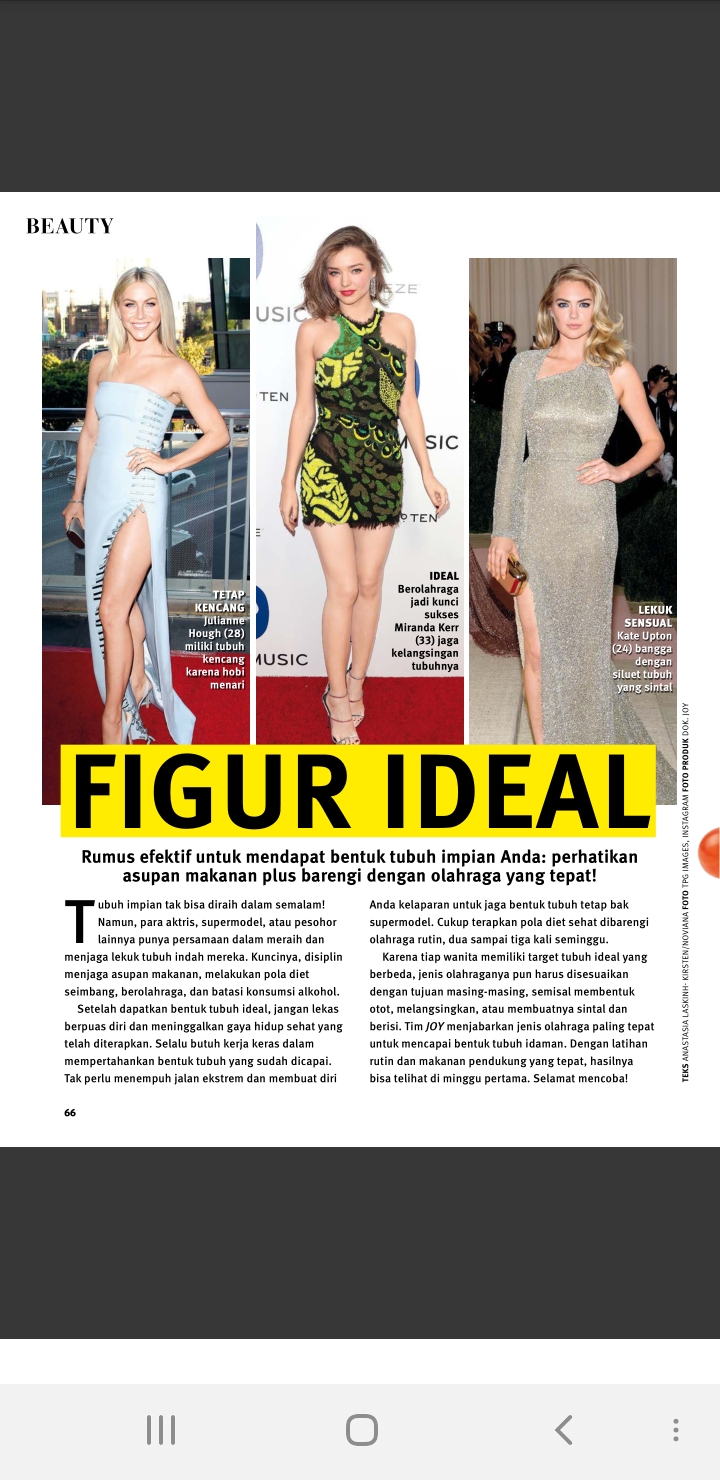 BEAUTY
EZE
USIC
TEN
USIC
TEN
MUSIC
TETAP
KENCANG
Julianne
Hough (28)
miliki tubuh
kencang
karena hobi
menari
IDEAL
Berolahraga
jadi kunci
sukses
Miranda Kerr
(33) jaga
kelangsingan
tubuhnya
LEKUK
SENSUAL
Kate Upton
(24) bangga
dengan
siluet tubuh
yang sintal
FIGUR IDEAL
Rumus efektif untuk mendapat bentuk tubuh impian Anda: perhatikan
asupan makanan plus barengi dengan olahraga yang tepat!
Tubuh impian tak bisa diraih dalam semalam!
Namun, para aktris, supermodel, atau pesohor
lainnya punya persamaan dalam meraih dan
menjaga lekuk tubuh indah mereka. Kuncinya, disiplin
menjaga asupan makanan, melakukan pola diet
seimbang, berolahraga, dan batasi konsumsi alkohol.
Setelah dapatkan bentuk tubuh ideal, jangan lekas
berpuas diri dan meninggalkan gaya hidup sehat yang
telah diterapkan. Selalu butuh kerja keras dalam
mempertahankan bentuk tubuh yang sudah dicapai.
Tak perlu menempuh jalan ekstrem dan membuat diri
Anda kelaparan untuk jaga bentuk tubuh tetap bak
supermodel. Cukup terapkan pola diet sehat dibarengi
olahraga rutin, dua sampai tiga kali seminggu.
Karena tiap wanita memiliki target tubuh ideal yang
berbeda, jenis olahraganya pun harus disesuaikan
dengan tujuan masing-masing, semisal membentuk
otot, melangsingkan, atau membuatnya sintal dan
berisi. Tim JOY menjabarkan jenis olahraga paling tepat
untuk mencapai bentuk tubuh idaman. Dengan latihan
rutin dan makanan pendukung yang tepat, hasilnya
bisa telihat di minggu pertama. Selamat mencoba!
TEKS ANASTASIA LASKINH- KIRSTEN/NOVIANA FOTO TPG IMAGES, INSTAGRAM FOTO PRODUK DOK. JOY
66